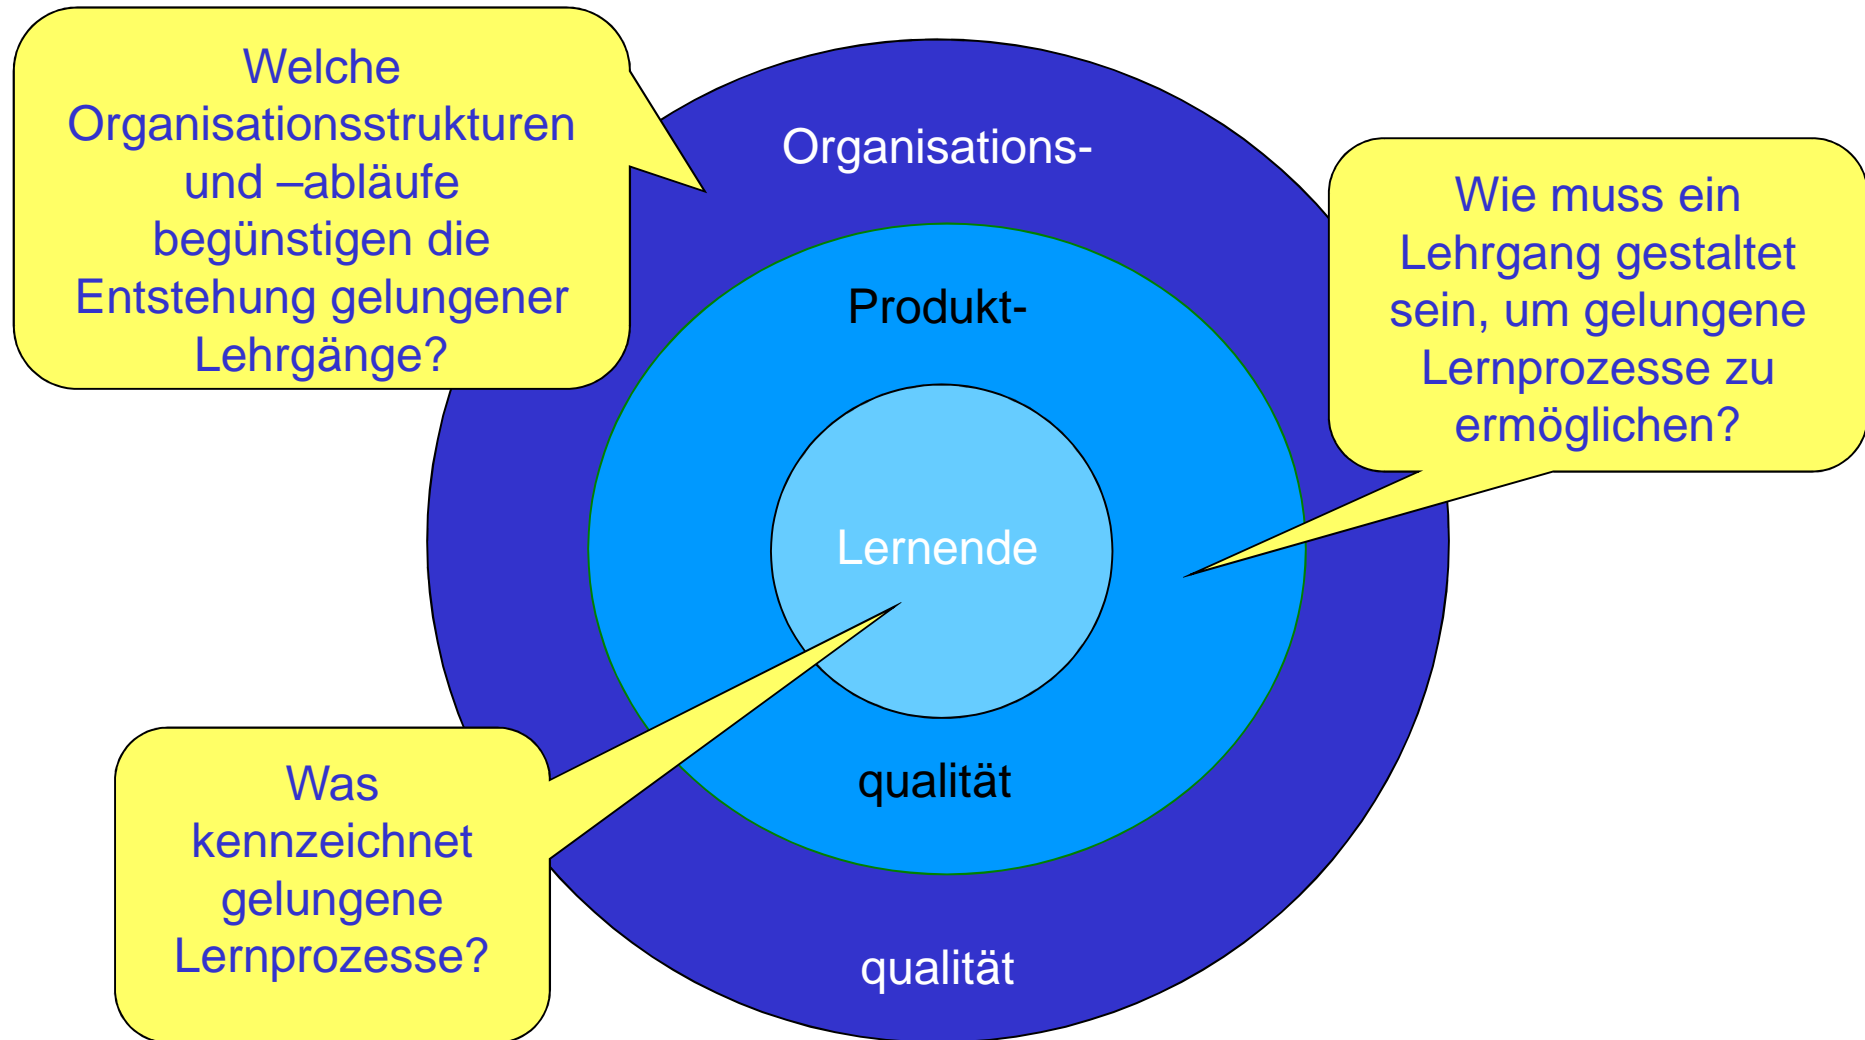 Welche
Organisationsstrukturen
und –abläufe
begünstigen die
Entstehung gelungener
Lehrgänge?
Organisations-
Wie muss ein
Lehrgang gestaltet
sein, um gelungene
Lernprozesse zu
ermöglichen?
Produkt-
Lernende
Was
kennzeichnet
gelungene
Lernprozesse?
qualität
qualität